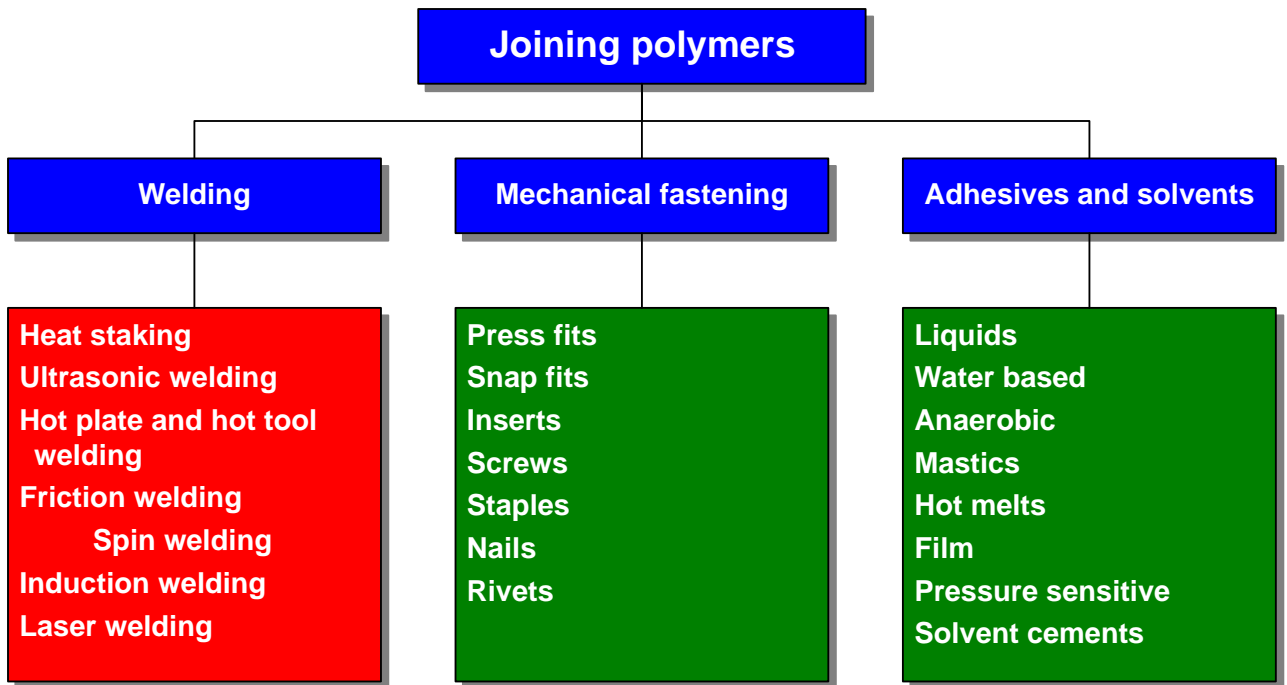 Joining polymers
Welding
Mechanical fastening
Adhesives and solvents
Heat staking
Ultrasonic welding
Hot plate and hot tool
welding
Friction welding
Spin welding
Induction welding
Laser welding
Press fits
Snap fits
Inserts
Screws
Staples
Nails
Rivets
Liquids
Water based
Anaerobic
Mastics
Hot melts
Film
Pressure sensitive
Solvent cements